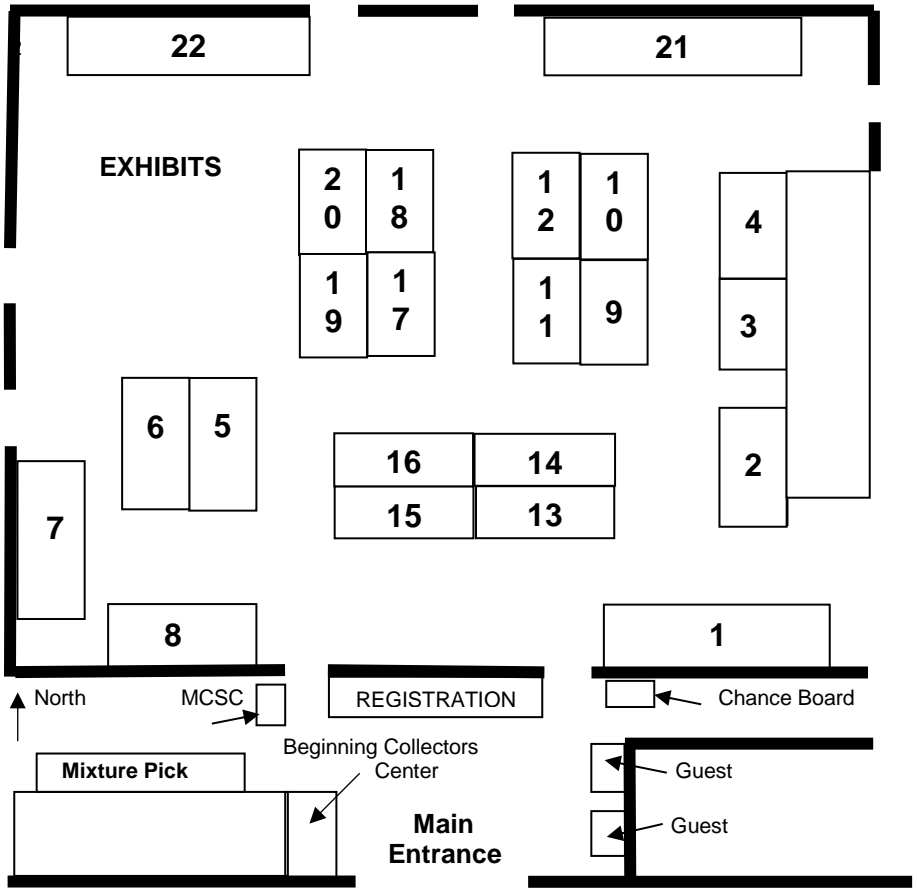 22
21
EXHIBITS
2
0
1
8
1
2
1
0
4
1
9
1
7
1
1
9
3
6
5
16
14
2
7
15
13
8
1
North
MCSC
REGISTRATION
Chance Board
Beginning Collectors
Center
Mixture Pick
Guest
Guest
Main
Entrance